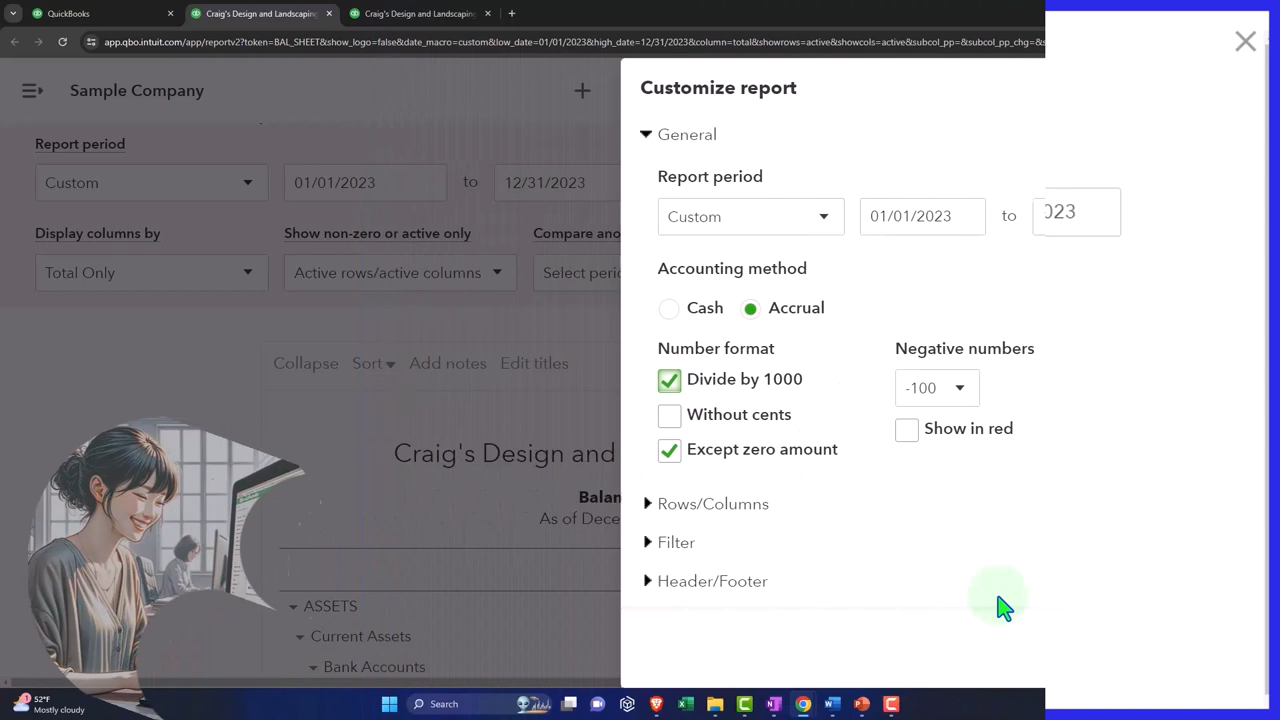 QuickBooks
Craig's Design and Landscaping
Craig's Design and Landscaping
app.qbo.intuit.com/app/reportv2?token=BAL_SHEET&show_logo=false&date_macro=custom&low_date=01/01/2023&high_date=12/31/2023&column=total&showrows=active&showcols=active&subcol_pp=&subcol_pp_chg=&
Sample Company
Report period
Custom
01/01/2023
to
12/31/2023
Display columns by
Show non-zero or active only
Compare ano
Total Only
Active rows/active columns
Select peri
Collapse
Sort
Add notes
Edit titles
Craig's Design and
Balan
As of Dece
ASSETS
Current Assets
Bank Accounts
Customize report
General
Report period
Custom
01/01/2023
to
023
Accounting method
Cash
Accrual
Number format
Negative numbers
Divide by 1000
-100
Without cents
Show in red
Except zero amount
Rows/Columns
Filter
Header/Footer
52°F
Mostly cloudy
Search